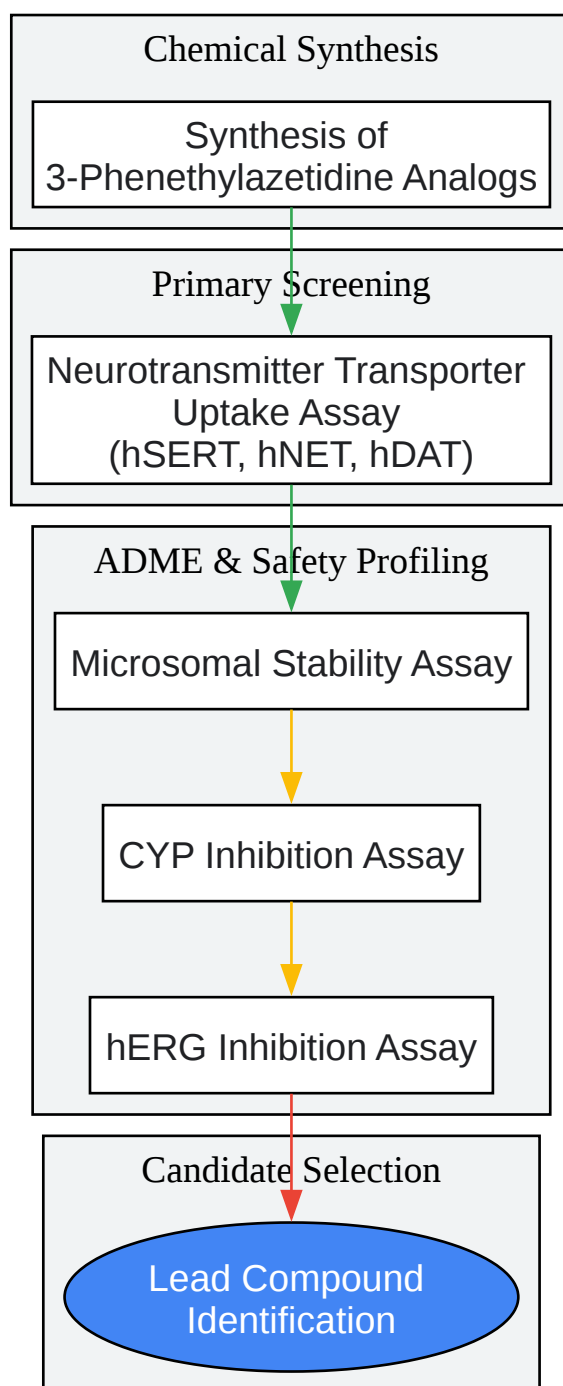 Chemical Synthesis
Synthesis of
3-Phenethylazetidine Analogs
Primary Screening
Neurotransmitter Transporter
Uptake Assay
(hSERT, hNET, hDAT)
ADME & Safety Profiling
Microsomal Stability Assay
CYP Inhibition Assay
hERG Inhibition Assay
Candidate Selection
Lead Compound
Identification